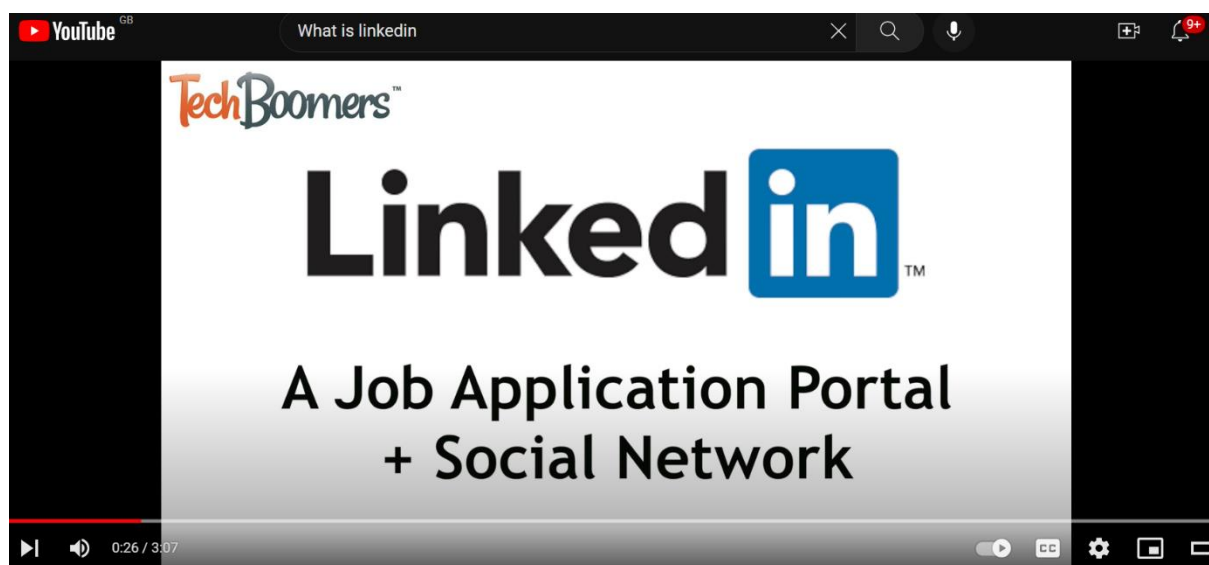 YouTube GB
What is linkedin
9+
TechBoomers™
Linked in ™
A Job Application Portal
+ Social Network
0:26 / 3:07
CC